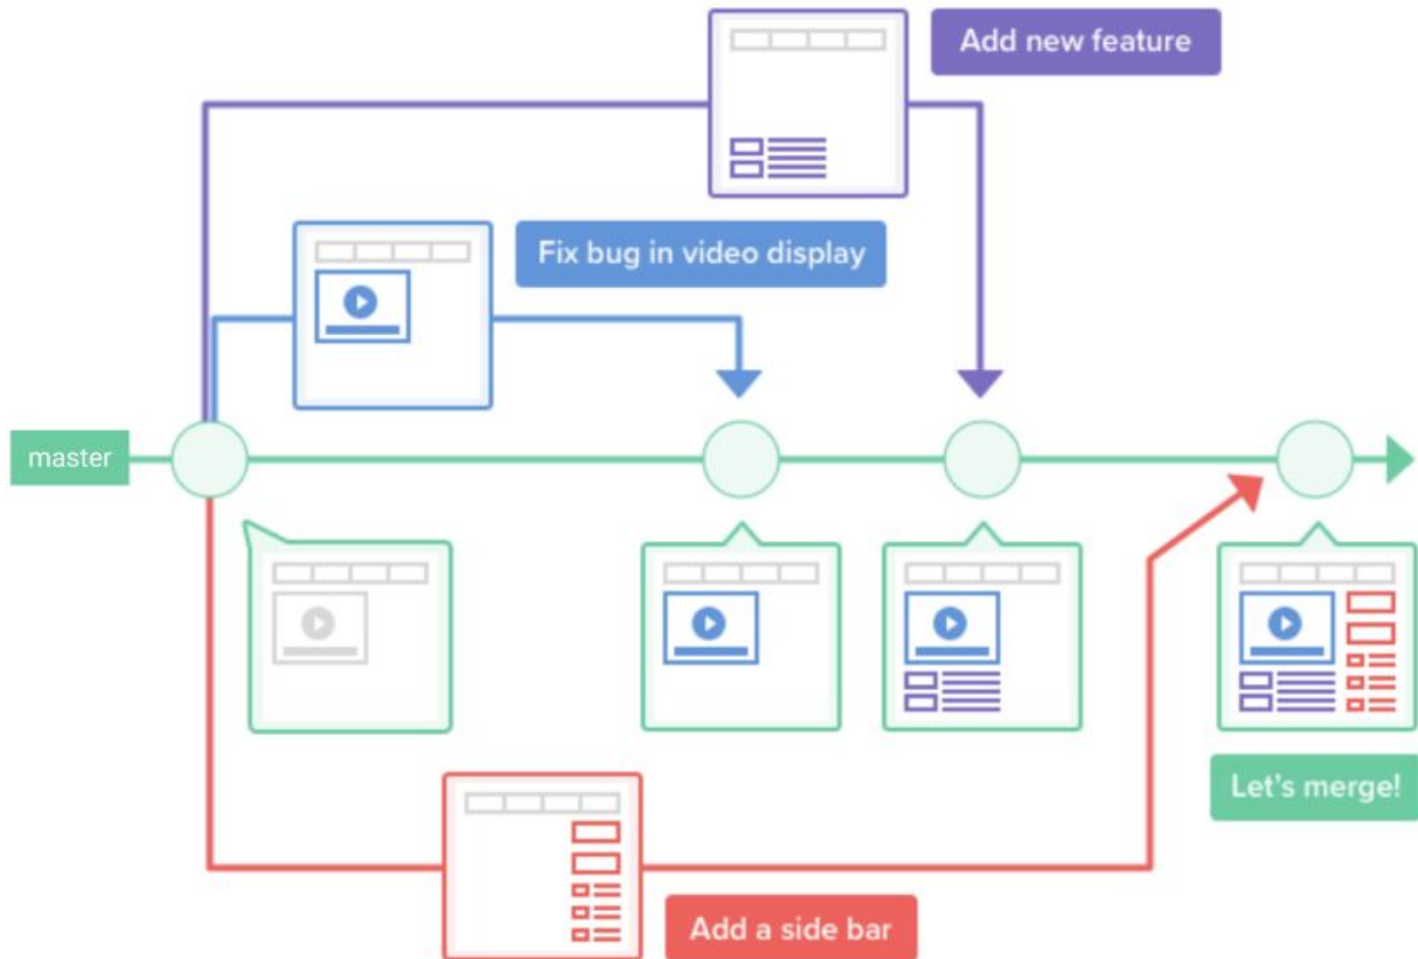 Add new feature
Fix bug in video display
master
Let's merge!
Add a side bar